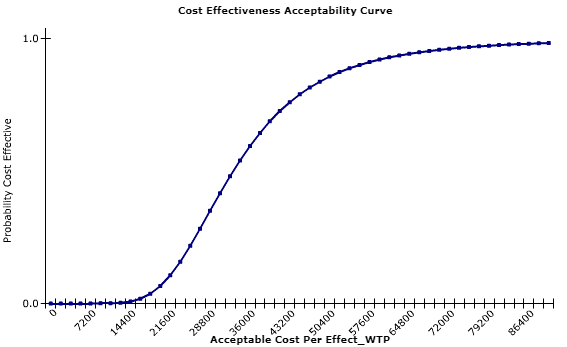 Cost Effectiveness Acceptability Curve
1.0
Probability Cost Effective
0.0
0 7200 14400 21600 28800 36000 43200 50400 57600 64800 72000 79200 86400
Acceptable Cost Per Effect_WTP